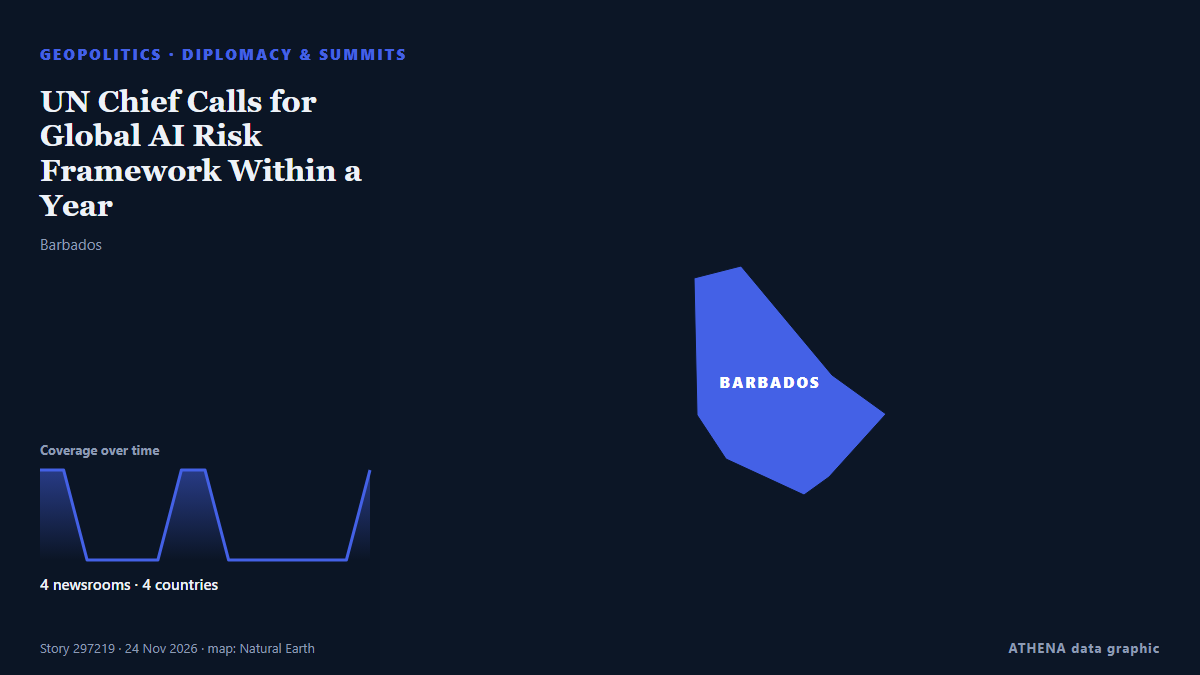 GEOPOLITICS · DIPLOMACY & SUMMITS
UN Chief Calls for
Global AI Risk
Framework Within a
Year
Barbados
BARBADOS
Coverage over time
4 newsrooms · 4 countries
Story 297219 · 24 Nov 2026 · map: Natural Earth
ATHENA data graphic